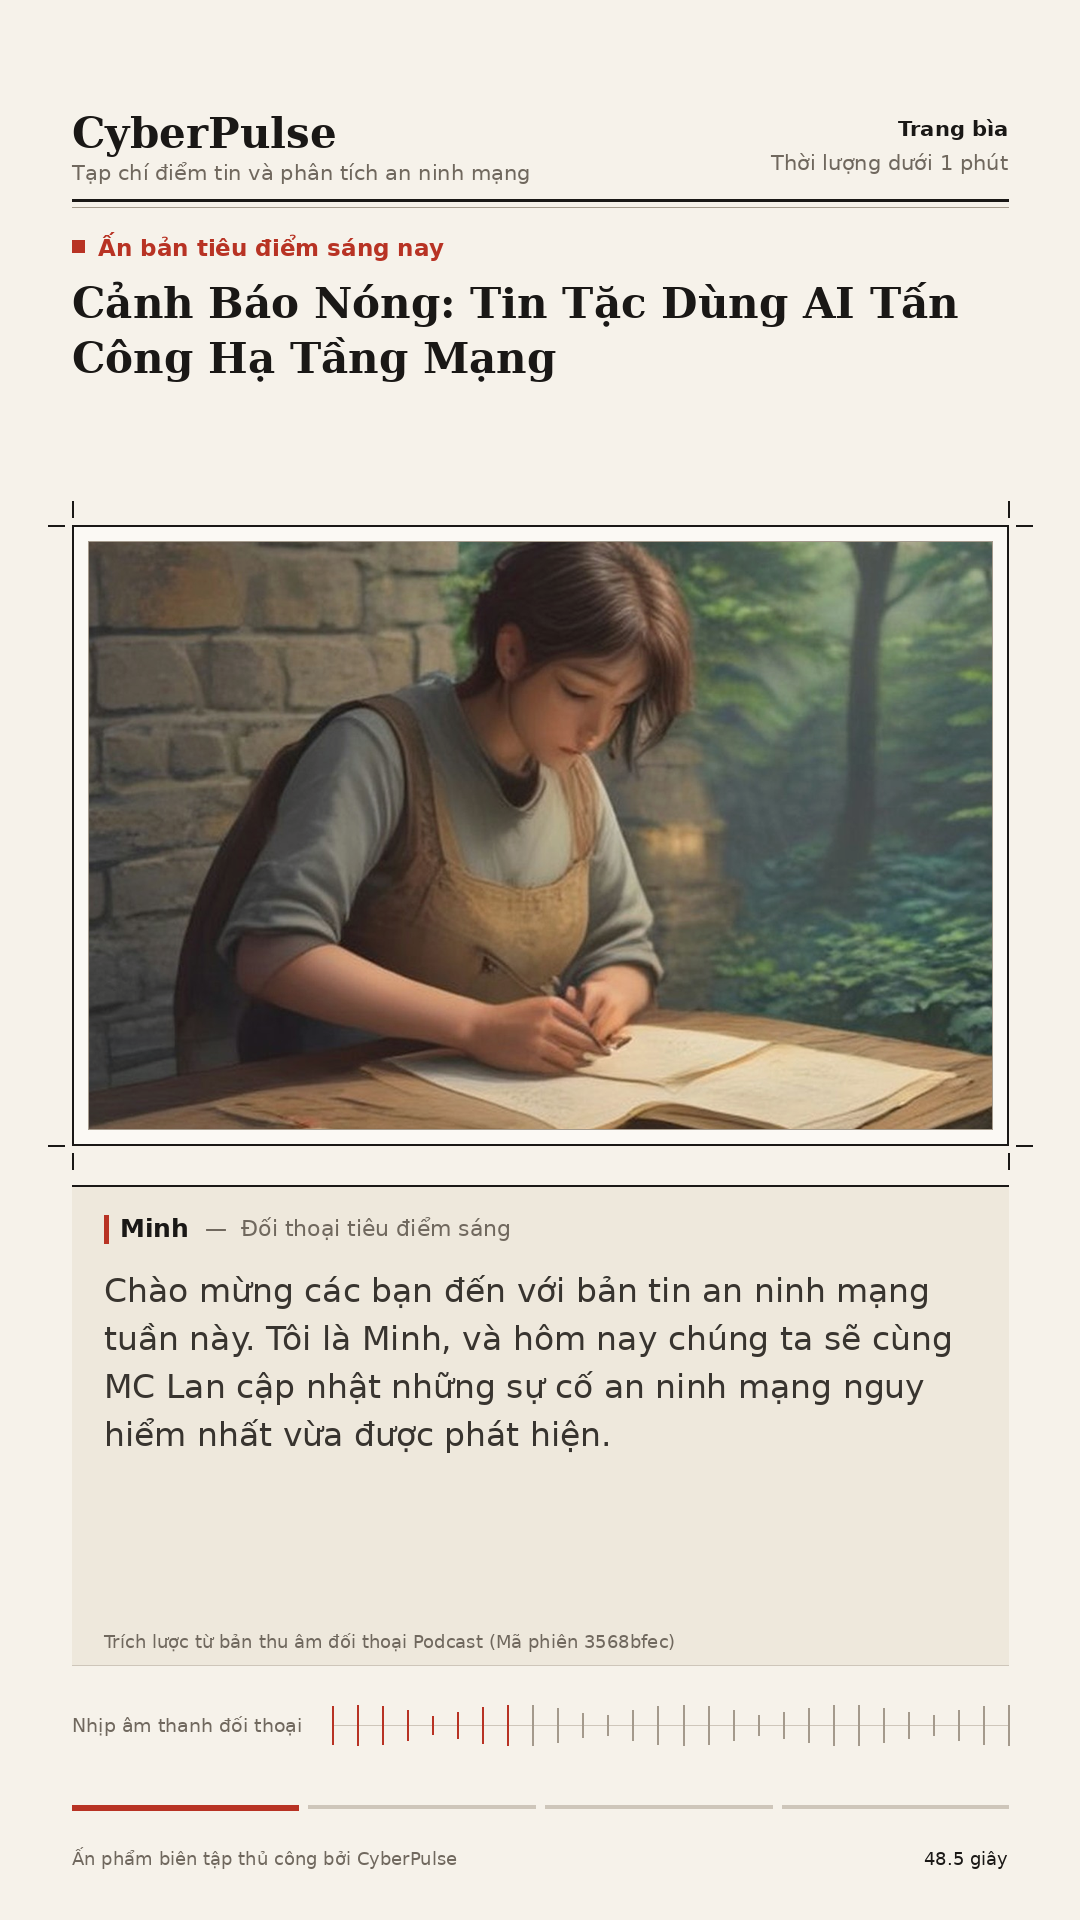 CyberPulse
Tạp chí điểm tin và phân tích an ninh mạng
Trang bìa
Thời lượng dưới 1 phút
Ấn bản tiêu điểm sáng nay
Cảnh Báo Nóng: Tin Tặc Dùng AI Tấn
Công Hạ Tầng Mạng
Minh — Đối thoại tiêu điểm sáng
Chào mừng các bạn đến với bản tin an ninh mạng
tuần này. Tôi là Minh, và hôm nay chúng ta sẽ cùng
MC Lan cập nhật những sự cố an ninh mạng nguy
hiểm nhất vừa được phát hiện.
Trích lược từ bản thu âm đối thoại Podcast (Mã phiên 3568bfec)
Nhịp âm thanh đối thoại
Ấn phẩm biên tập thủ công bởi CyberPulse
48.5 giây